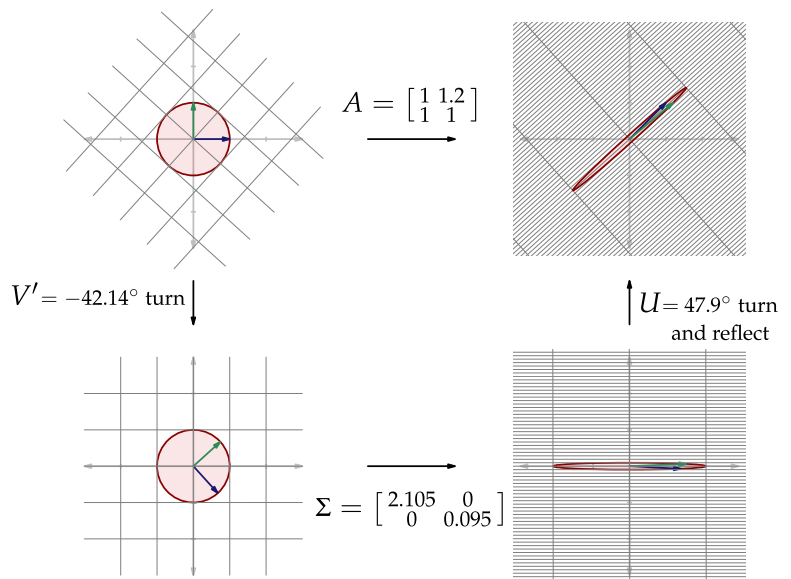 A = [ 1 1.2
1 1 ]
V′ = −42.14° turn
U = 47.9° turn
and reflect
Σ = [ 2.105 0
0 0.095 ]